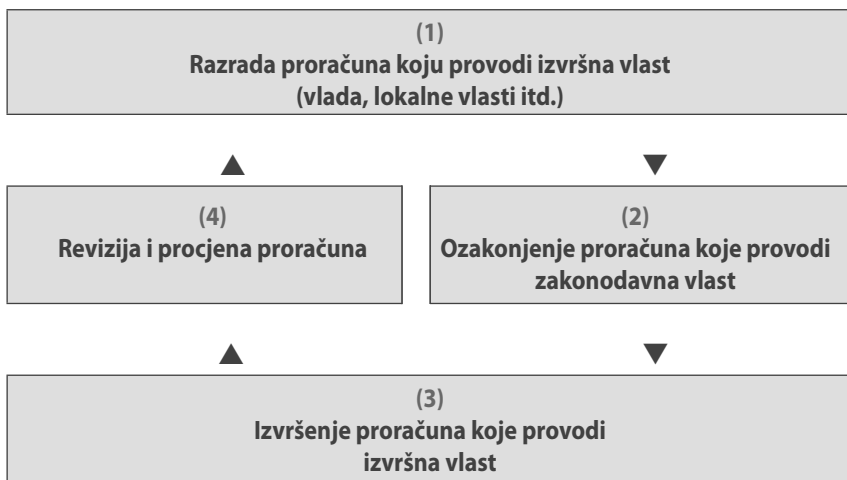 (1)
Razrada proračuna koju provodi izvršna vlast
(vlada, lokalne vlasti itd.)
(4)
Revizija i procjena proračuna
(2)
Ozakonjenje proračuna koje provodi
zakonodavna vlast
(3)
Izvršenje proračuna koje provodi
izvršna vlast